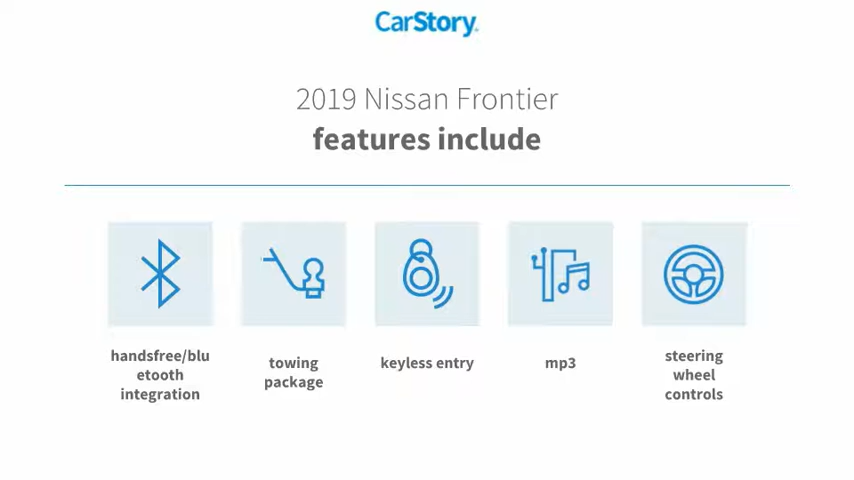 CarStory.
2019 Nissan Frontier
features include
handsfree/blu
etooth
integration
towing
package
keyless entry
mp3
steering
wheel
controls